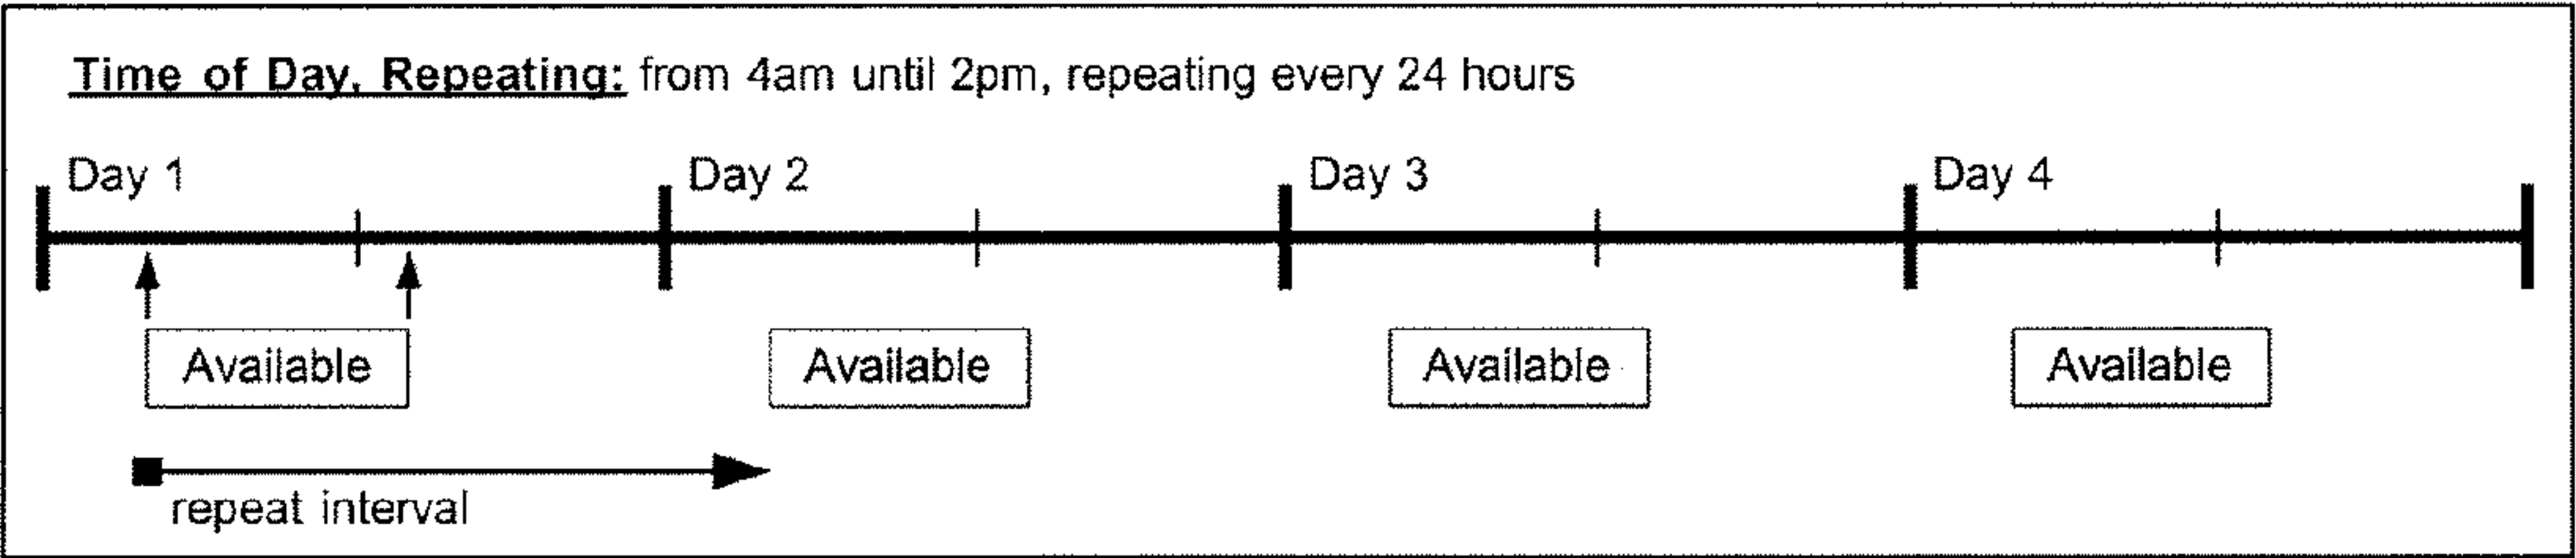 Time of Day, Repeating: from 4am until 2pm, repeating every 24 hours
Day 1 Day 2 Day 3 Day 4
Available Available Available Available
repeat interval